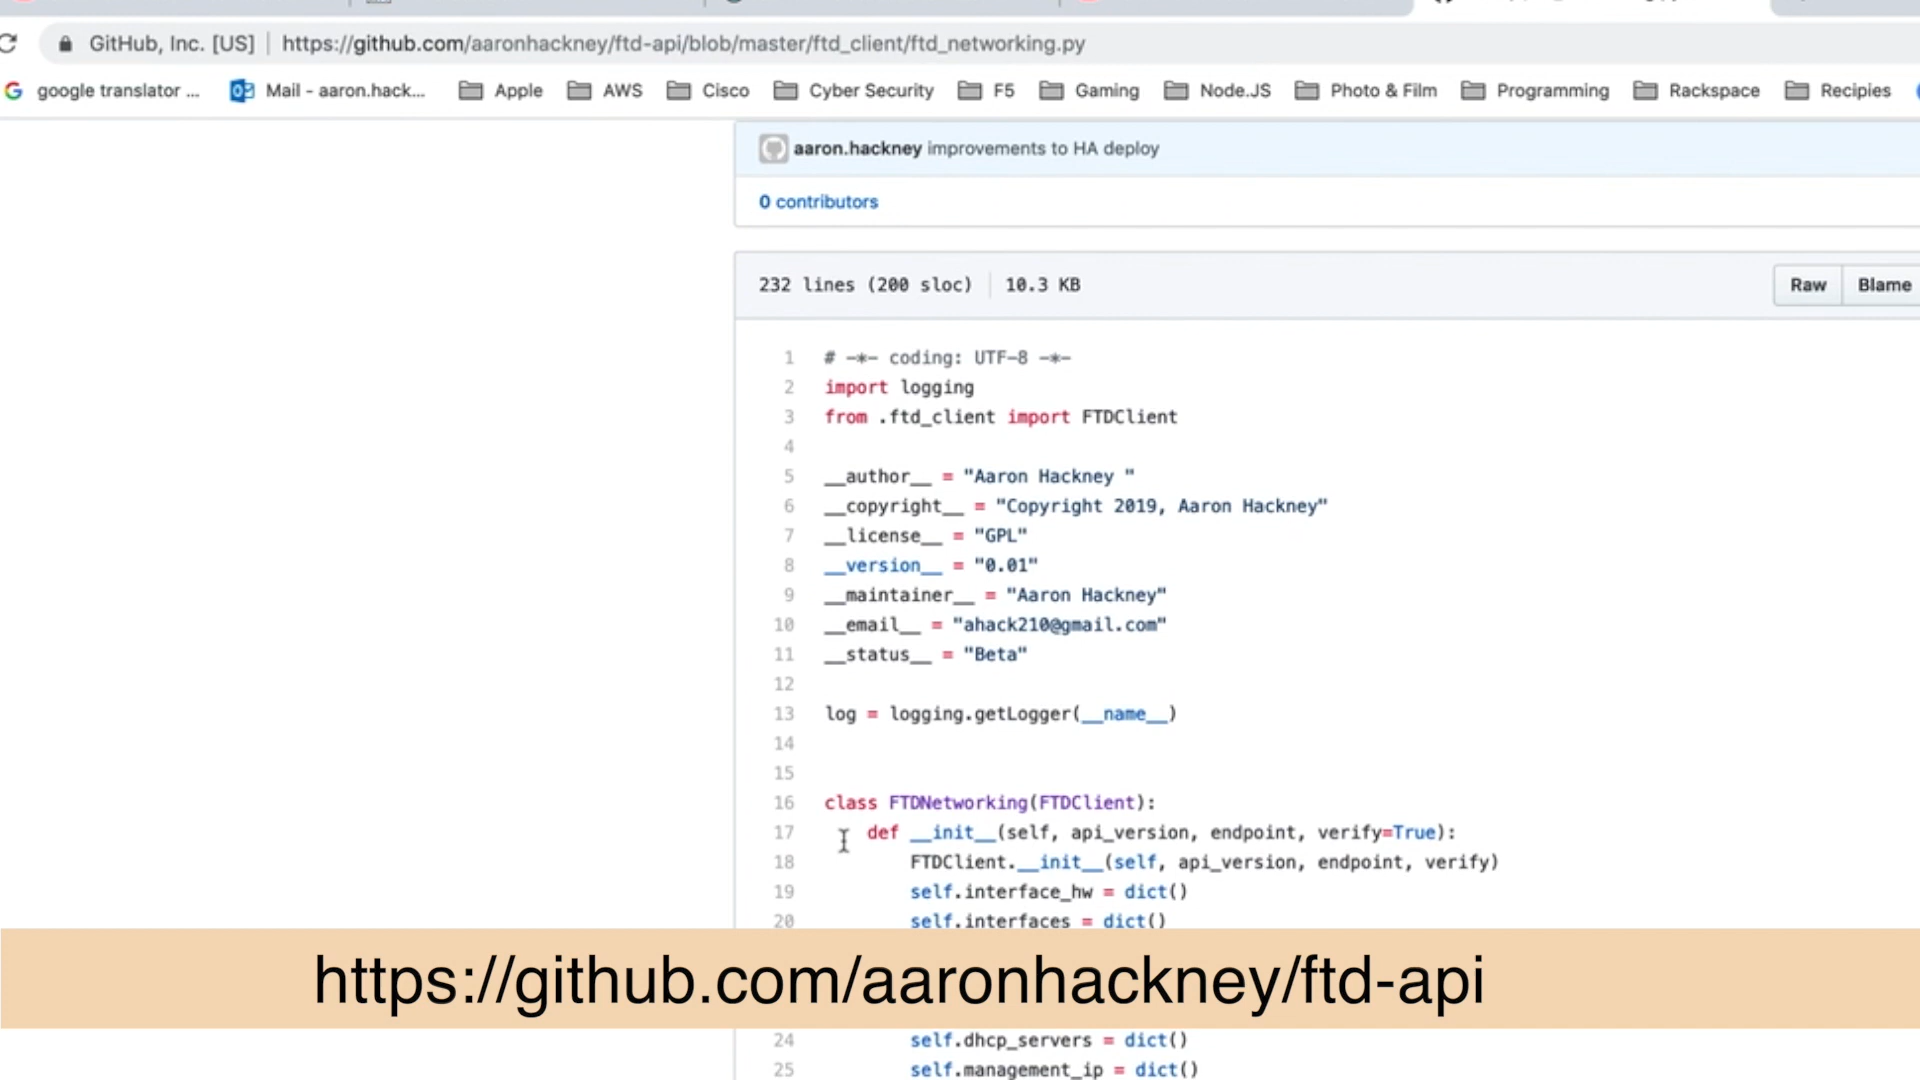 GitHub, Inc. [US] | https://github.com/aaronhackney/ftd-api/blob/master/ftd_client/ftd_networking.py
google translator ... Mail - aaron.hack... Apple AWS Cisco Cyber Security F5 Gaming Node.JS Photo & Film Programming Rackspace Recipies
aaron.hackney improvements to HA deploy
0 contributors
232 lines (200 sloc) 10.3 KB Raw Blame
1 # -*- coding: UTF-8 -*-
2 import logging
3 from .ftd_client import FTDClient
4
5 __author__ = "Aaron Hackney "
6 __copyright__ = "Copyright 2019, Aaron Hackney"
7 __license__ = "GPL"
8 __version__ = "0.01"
9 __maintainer__ = "Aaron Hackney"
10 __email__ = "ahack210@gmail.com"
11 __status__ = "Beta"
12
13 log = logging.getLogger(__name__)
14
15
16 class FTDNetworking(FTDClient):
17 def __init__(self, api_version, endpoint, verify=True):
18 FTDClient.__init__(self, api_version, endpoint, verify)
19 self.interface_hw = dict()
20 self.interfaces = dict()
https://github.com/aaronhackney/ftd-api
24 self.dhcp_servers = dict()
25 self.management_ip = dict()